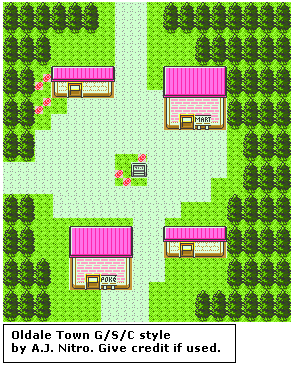 MART
POKé
Oldale Town G/S/C style
by A.J. Nitro. Give credit if used.